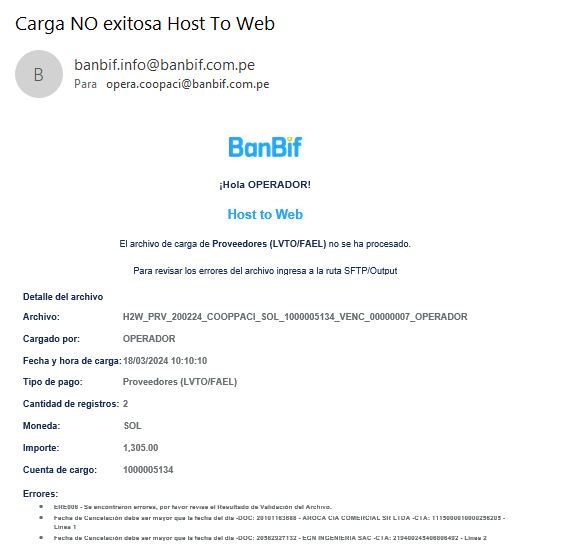 Carga NO exitosa Host To Web
B
banbif.info@banbif.com.pe
Para opera.coopaci@banbif.com.pe
BanBif
¡Hola OPERADOR!
Host to Web
El archivo de carga de Proveedores (LVTO/FAEL) no se ha procesado.
Para revisar los errores del archivo ingresa a la ruta SFTP/Output
Detalle del archivo
Archivo: H2W_PRV_200224_COOPPACI_SOL_1000005134_VENC_00000007_OPERADOR
Cargado por: OPERADOR
Fecha y hora de carga: 18/03/2024 10:10:10
Tipo de pago: Proveedores (LVTO/FAEL)
Cantidad de registros: 2
Moneda: SOL
Importe: 1,305.00
Cuenta de cargo: 1000005134
Errores:
- Se encontraron errores, por favor revise el Resultado de Validación del Archivo.
Fecha de Cancelación debe ser mayor que la fecha del día -DOC: - AROCA CIA COMERCIAL SR LTDA -CTA: -
Linea 1
Fecha de Cancelación debe ser mayor que la fecha del día -DOC: - EGN INGENIERIA SAC -CTA: - Linea 2